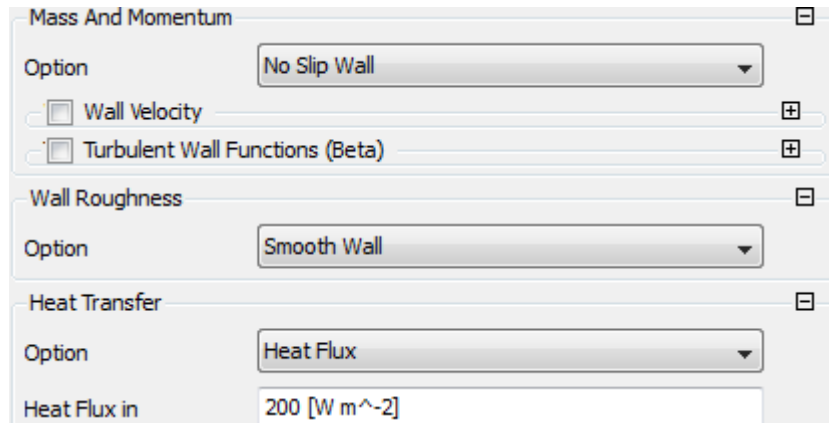 Mass And Momentum
Option No Slip Wall
Wall Velocity
Turbulent Wall Functions (Beta)
Wall Roughness
Option Smooth Wall
Heat Transfer
Option Heat Flux
Heat Flux in 200 [W m^-2]